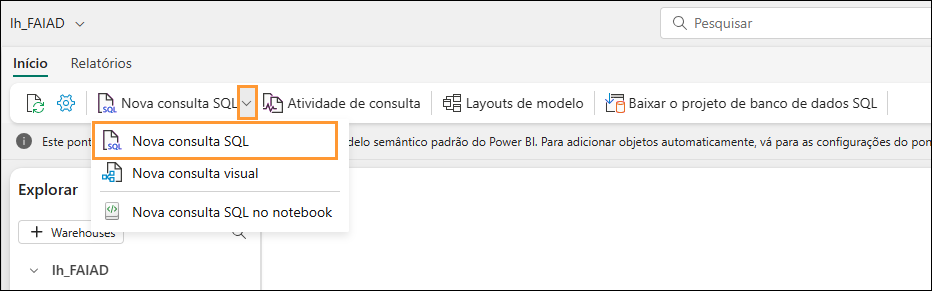 lh_FAIAD
Pesquisar
Início Relatórios
SQL Nova consulta SQL Atividade de consulta Layouts de modelo Baixar o projeto de banco de dados SQL
SQL Nova consulta SQL
Este pont delo semântico padrão do Power BI. Para adicionar objetos automaticamente, vá para as configurações do pon
Nova consulta visual
Explorar
Nova consulta SQL no notebook
+ Warehouses
lh_FAIAD